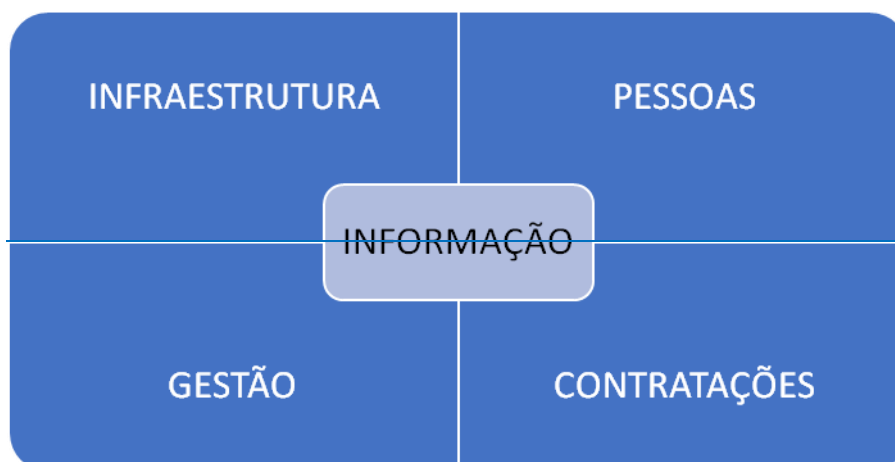 INFRAESTRUTURA
PESSOAS
INFORMAÇÃO
GESTÃO
CONTRATAÇÕES